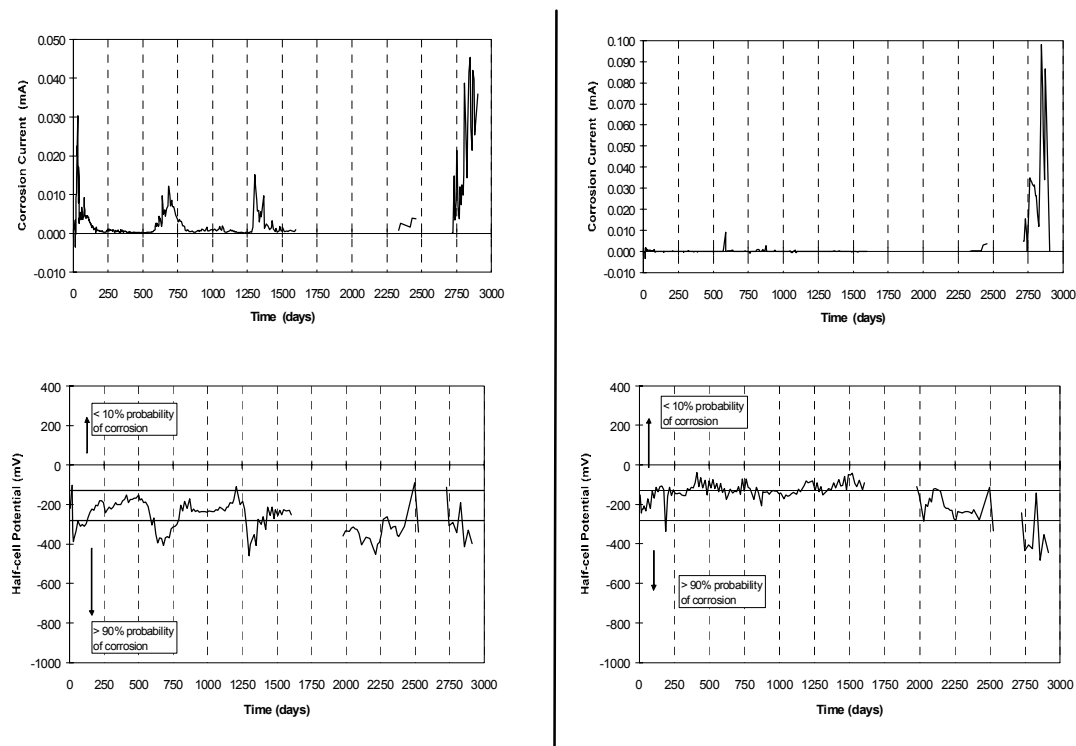 0.050
0.040
0.030
0.020
0.010
0.000
-0.010
Corrosion Current (mA)
0 250 500 750 1000 1250 1500 1750 2000 2250 2500 2750 3000
Time (days)
0.100
0.090
0.080
0.070
0.060
0.050
0.040
0.030
0.020
0.010
0.000
-0.010
Corrosion Current (mA)
0 250 500 750 1000 1250 1500 1750 2000 2250 2500 2750 3000
Time (days)
400
200
0
-200
-400
-600
-800
-1000
Half-cell Potential (mV)
< 10% probability
of corrosion
> 90% probability
of corrosion
0 250 500 750 1000 1250 1500 1750 2000 2250 2500 2750 3000
Time (days)
400
200
0
-200
-400
-600
-800
-1000
Half-cell Potential (mV)
< 10% probability
of corrosion
> 90% probability
of corrosion
0 250 500 750 1000 1250 1500 1750 2000 2250 2500 2750 3000
Time (days)